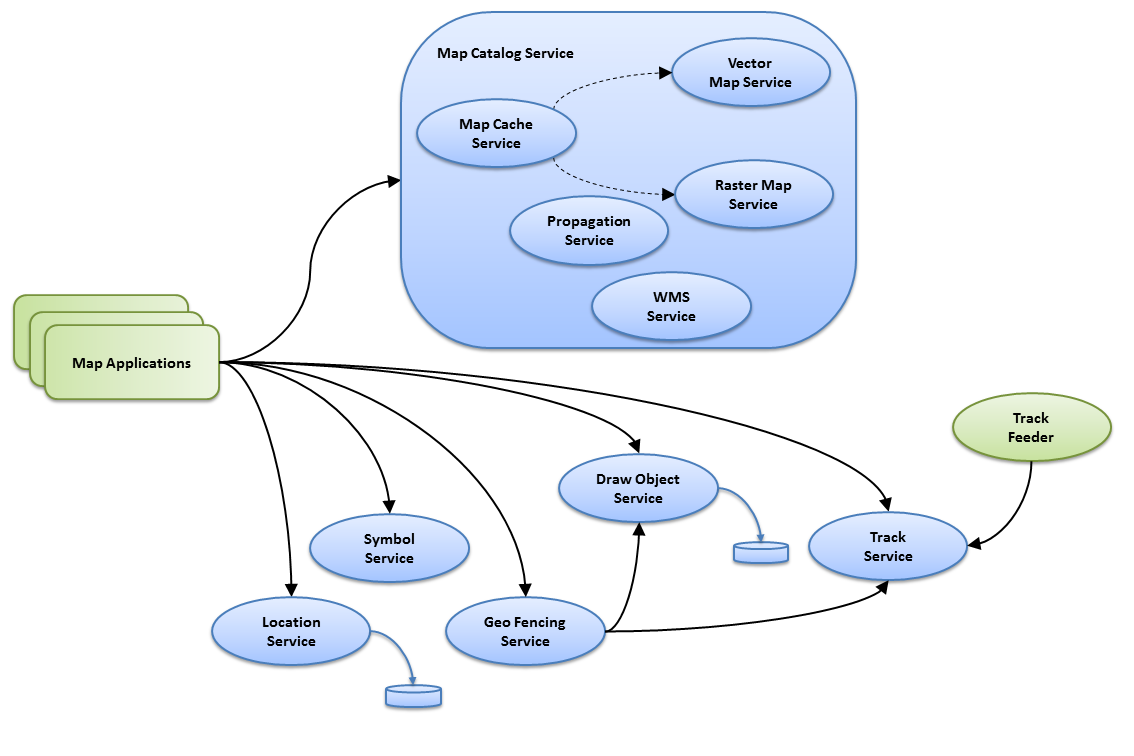 Map Catalog Service
Vector
Map Service
Map Cache
Service
Raster Map
Service
Propagation
Service
WMS
Service
Map Applications
Track
Feeder
Draw Object
Service
Track
Service
Symbol
Service
Location
Service
Geo Fencing
Service